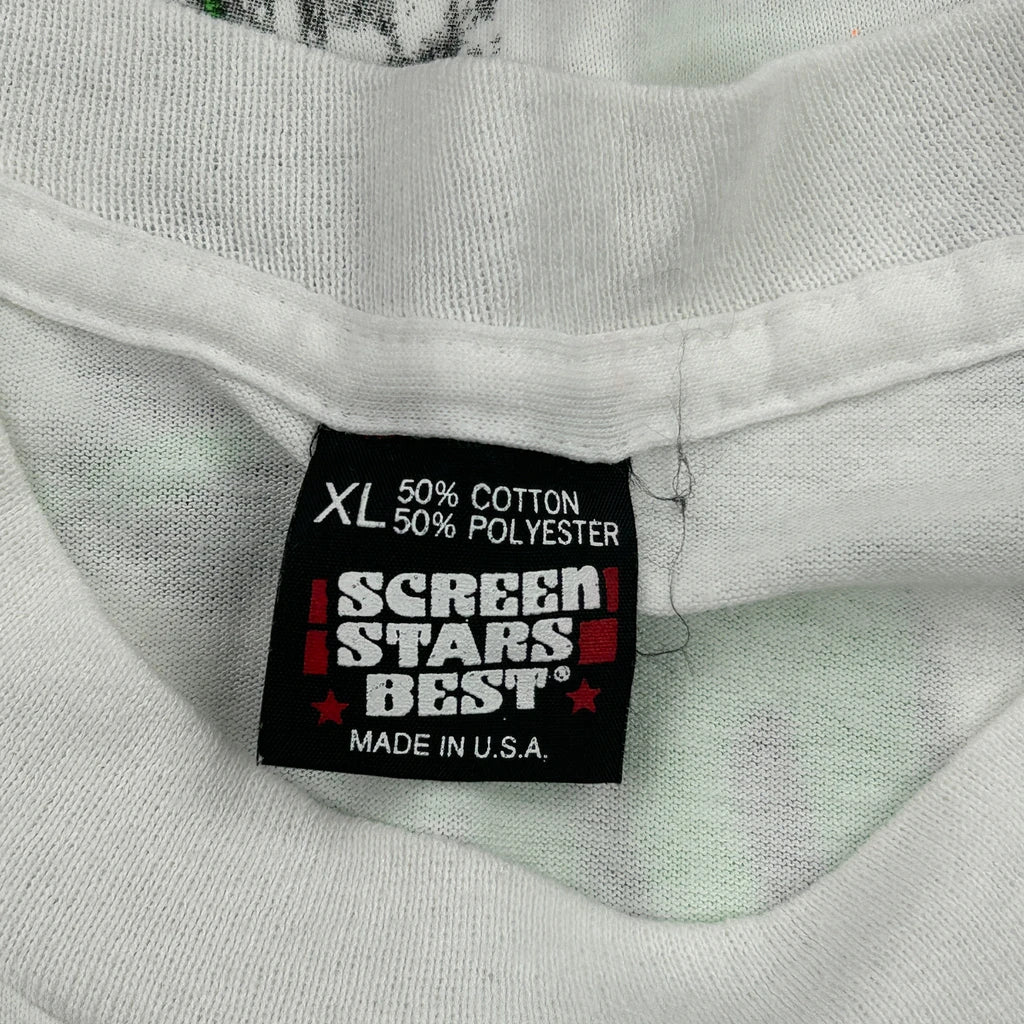 XL 50% COTTON
50% POLYESTER
SCREEN
STARS
BEST®
MADE IN U.S.A.